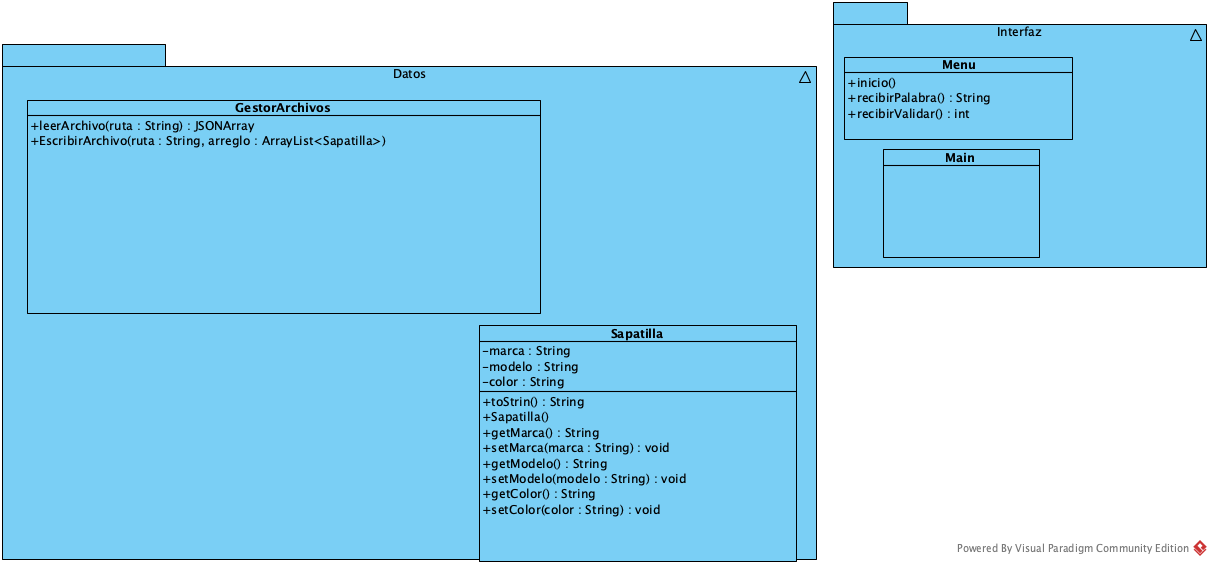 Datos
GestorArchivos
+leerArchivo(ruta : String) : JSONArray
+EscribirArchivo(ruta : String, arreglo : ArrayList<Sapatilla>)
Sapatilla
-marca : String
-modelo : String
-color : String
+toStrin() : String
+Sapatilla()
+getMarca() : String
+setMarca(marca : String) : void
+getModelo() : String
+setModelo(modelo : String) : void
+getColor() : String
+setColor(color : String) : void
Interfaz
Menu
+inicio()
+recibirPalabra() : String
+recibirValidar() : int
Main
Powered By Visual Paradigm Community Edition